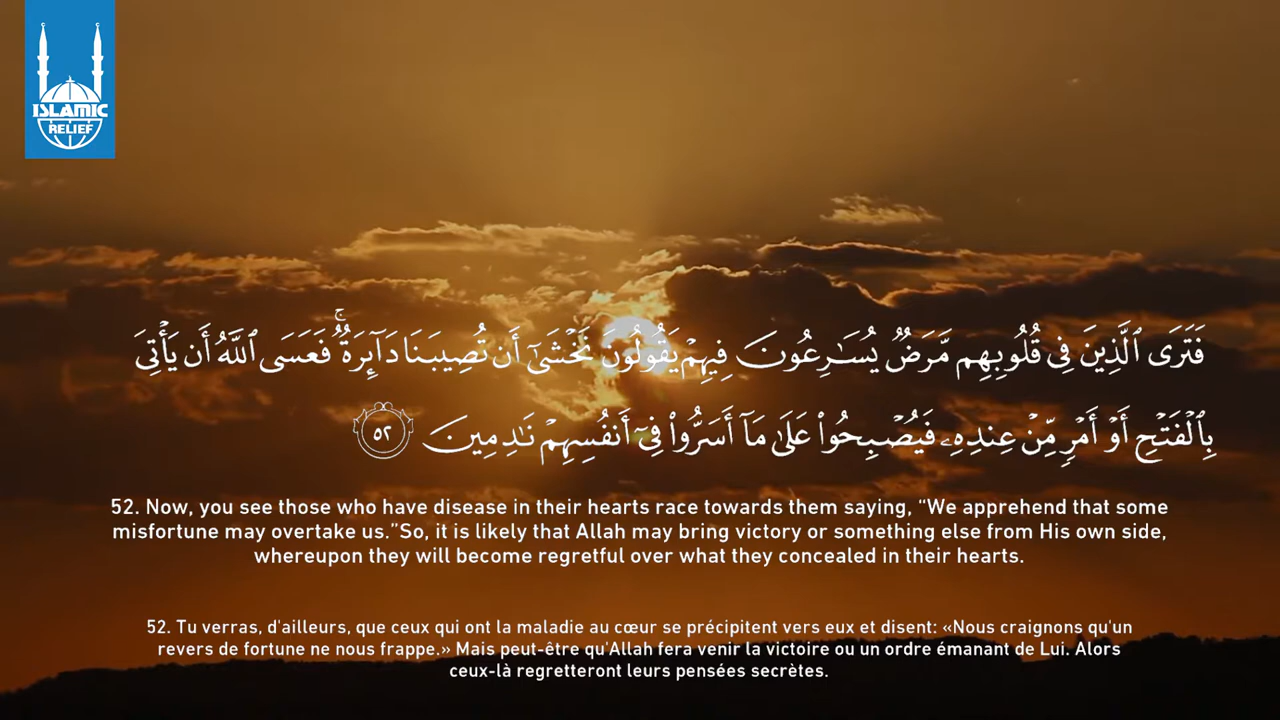 ISLAMIC
RELIEF
فَتَرَى ٱلَّذِينَ فِى قُلُوبِهِم مَّرَضٌ يُسَـٰرِعُونَ فِيهِمْ يَقُولُونَ نَخْشَىٰٓ أَن تُصِيبَنَا دَآئِرَةٌ ۚ فَعَسَى ٱللَّهُ أَن يَأْتِىَ
بِٱلْفَتْحِ أَوْ أَمْرٍ مِّنْ عِندِهِۦ فَيُصْبِحُوا۟ عَلَىٰ مَآ أَسَرُّوا۟ فِىٓ أَنفُسِهِمْ نَـٰدِمِينَ ٥٢
52. Now, you see those who have disease in their hearts race towards them saying, “We apprehend that some
misfortune may overtake us.”So, it is likely that Allah may bring victory or something else from His own side,
whereupon they will become regretful over what they concealed in their hearts.
52. Tu verras, d'ailleurs, que ceux qui ont la maladie au cœur se précipitent vers eux et disent: «Nous craignons qu'un
revers de fortune ne nous frappe.» Mais peut-être qu'Allah fera venir la victoire ou un ordre émanant de Lui. Alors
ceux-là regretteront leurs pensées secrètes.